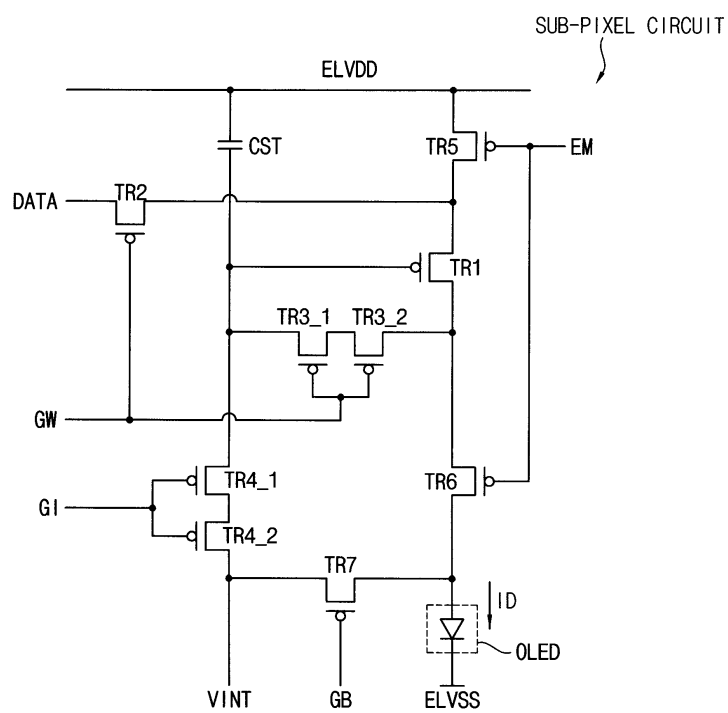 SUB-PIXEL CIRCUIT
ELVDD
CST
TR5
EM
DATA
TR2
TR1
TR3_1
TR3_2
GW
TR4_1
TR6
GI
TR4_2
TR7
ID
OLED
VINT
GB
ELVSS